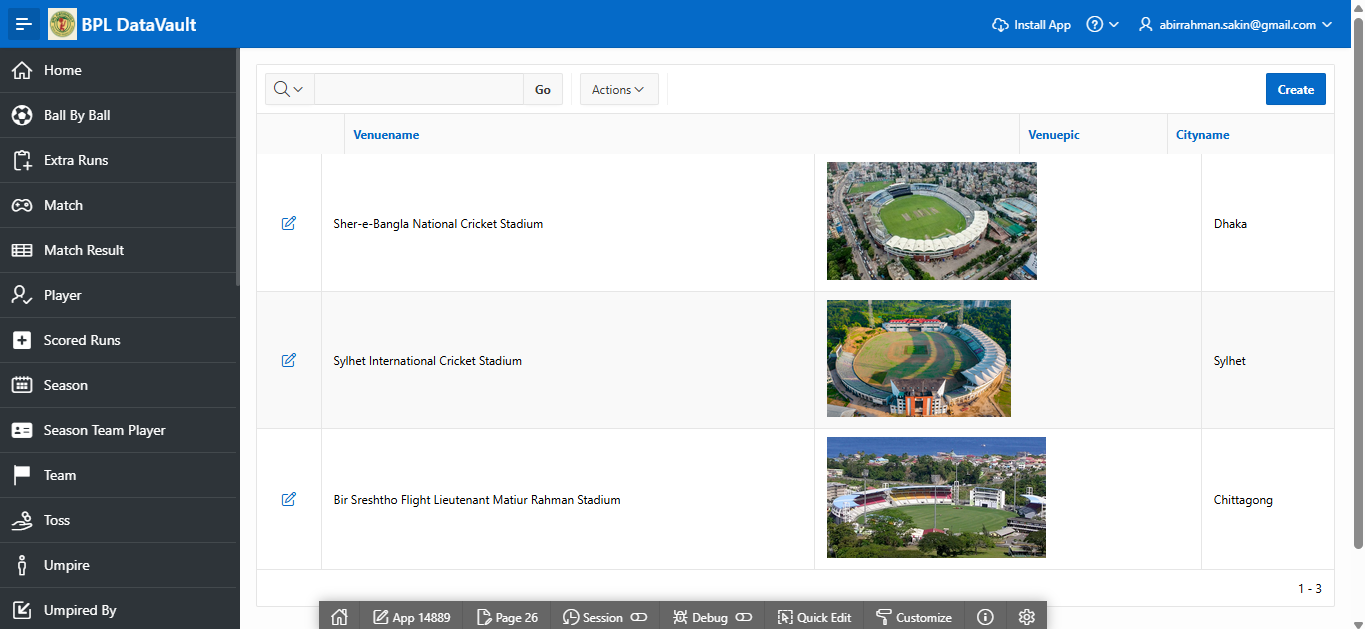 BPL DataVault
Install App
abirrahman.sakin@gmail.com
Home
Ball By Ball
Extra Runs
Match
Match Result
Player
Scored Runs
Season
Season Team Player
Team
Toss
Umpire
Umpired By
Go
Actions
Create
Venuename Venuepic Cityname
Sher-e-Bangla National Cricket Stadium Dhaka
Sylhet International Cricket Stadium Sylhet
Bir Sreshtho Flight Lieutenant Matiur Rahman Stadium Chittagong
1 - 3
App 14889 Page 26 Session Debug Quick Edit Customize